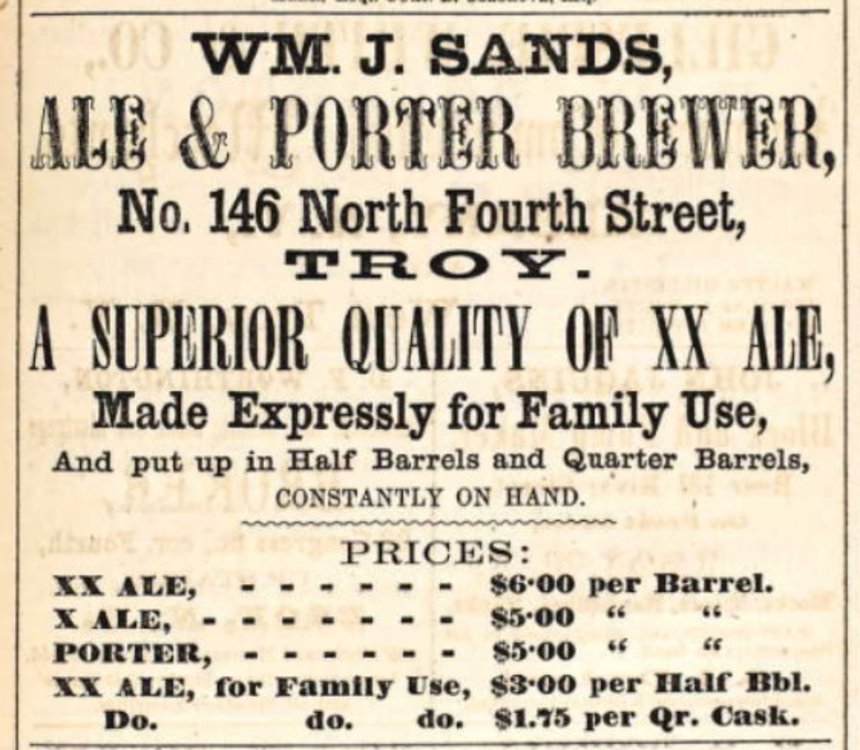 WM. J. SANDS,
ALE & PORTER BREWER,
No. 146 North Fourth Street,
TROY.
A SUPERIOR QUALITY OF XX ALE,
Made Expressly for Family Use,
And put up in Half Barrels and Quarter Barrels,
CONSTANTLY ON HAND.
PRICES:
XX ALE, - - - - - - $6·00 per Barrel.
X ALE, - - - - - - - $5·00 “ “
PORTER, - - - - - - $5·00 “ “
XX ALE, for Family Use, $3·00 per Half Bbl.
Do. do. do. $1.75 per Qr. Cask.